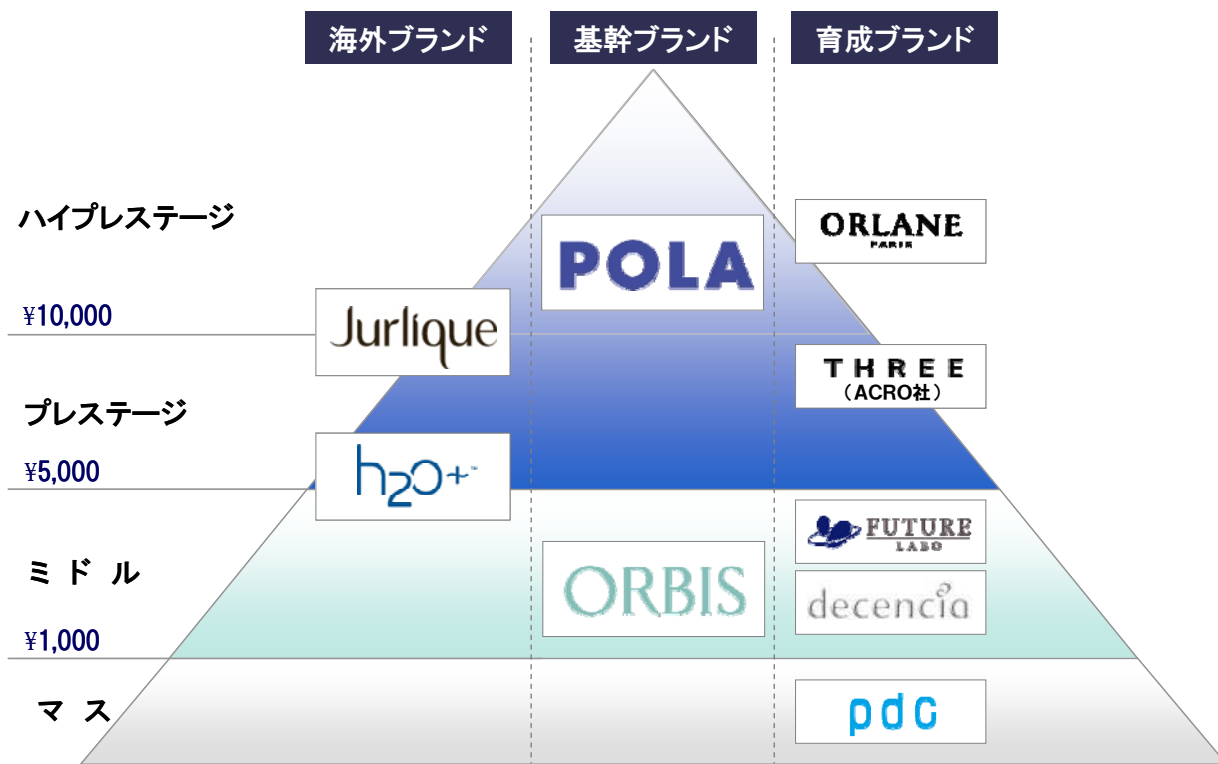 海外ブランド
基幹ブランド
育成ブランド
ハイプレステージ
POLA
ORLANE
PARIS
¥10,000
Jurlique
THREE
(ACRO社)
プレステージ
¥5,000
h2o+™
FUTURE
LABO
ミドル
ORBIS
decencia
¥1,000
マス
pdc